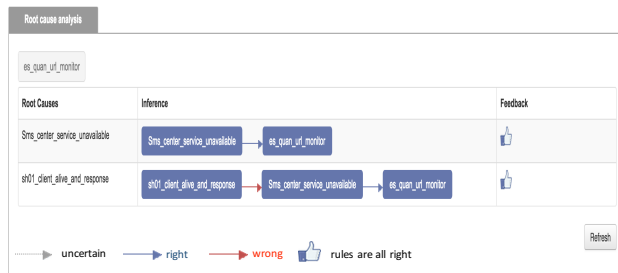 Root cause analysis
es_quan_url_monitor
Root Causes Inference Feedback
Sms_center_service_unavailable Sms_center_service_unavailable es_quan_url_monitor
sh01_client_alive_and_response sh01_client_alive_and_response Sms_center_service_unavailable es_quan_url_monitor
Refresh
uncertain right wrong rules are all right